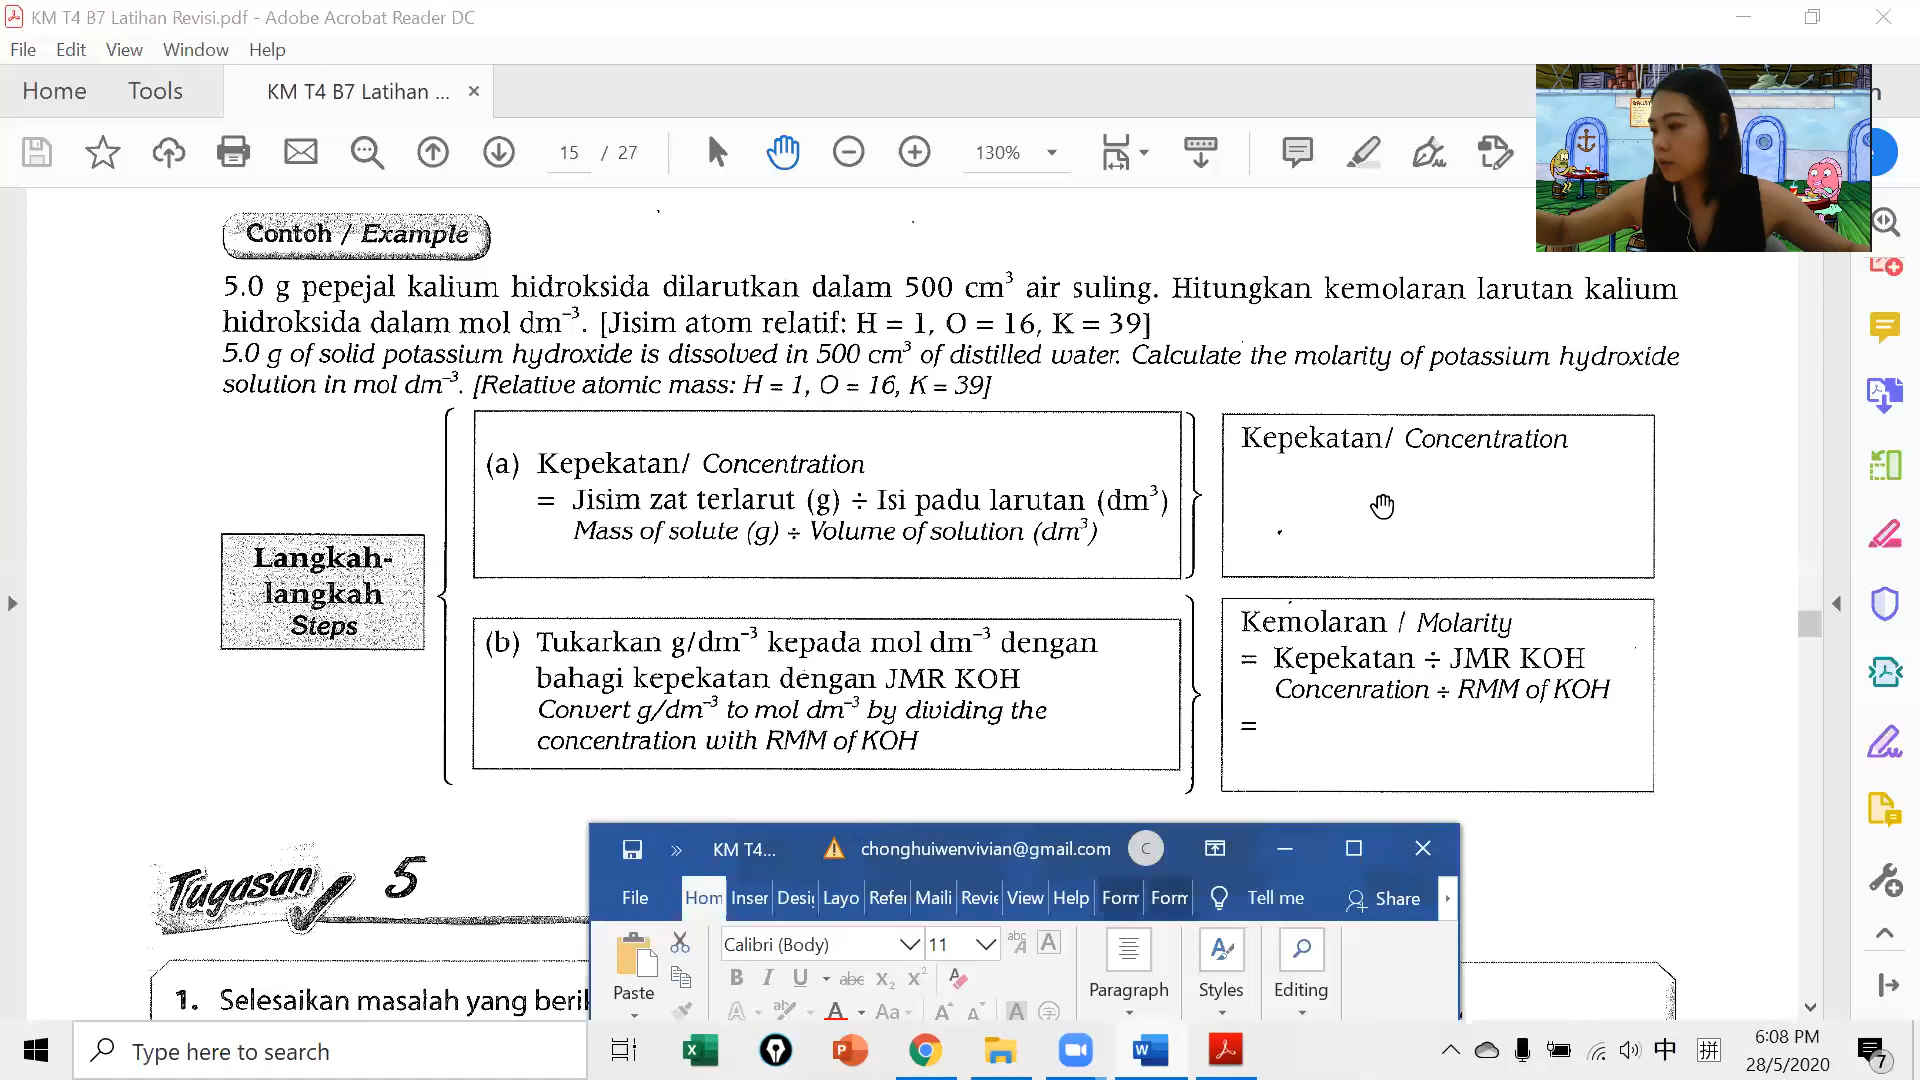 KM T4 B7 Latihan Revisi.pdf - Adobe Acrobat Reader DC
File Edit View Window Help
Home Tools KM T4 B7 Latihan ...
15 / 27 130%
Contoh / Example
5.0 g pepejal kalium hidroksida dilarutkan dalam 500 cm³ air suling. Hitungkan kemolaran larutan kalium
hidroksida dalam mol dm⁻³. [Jisim atom relatif: H = 1, O = 16, K = 39]
5.0 g of solid potassium hydroxide is dissolved in 500 cm³ of distilled water. Calculate the molarity of potassium hydroxide
solution in mol dm⁻³. [Relative atomic mass: H = 1, O = 16, K = 39]
Langkah-
langkah
Steps
(a) Kepekatan/ Concentration
= Jisim zat terlarut (g) ÷ Isi padu larutan (dm³)
Mass of solute (g) ÷ Volume of solution (dm³)
Kepekatan/ Concentration
(b) Tukarkan g/dm⁻³ kepada mol dm⁻³ dengan
bahagi kepekatan dengan JMR KOH
Convert g/dm⁻³ to mol dm⁻³ by dividing the
concentration with RMM of KOH
Kemolaran / Molarity
= Kepekatan ÷ JMR KOH
Concenration ÷ RMM of KOH
=
Tugasan 5
1. Selesaikan masalah yang beri
KM T4... chonghuiwenvivian@gmail.com C
File Hom Inser Desi Layo Refer Maili Revie View Help Form Form Tell me Share
Calibri (Body) 11
Paste
Paragraph
Styles
Editing
Type here to search
中 拼
6:08 PM
28/5/2020
7